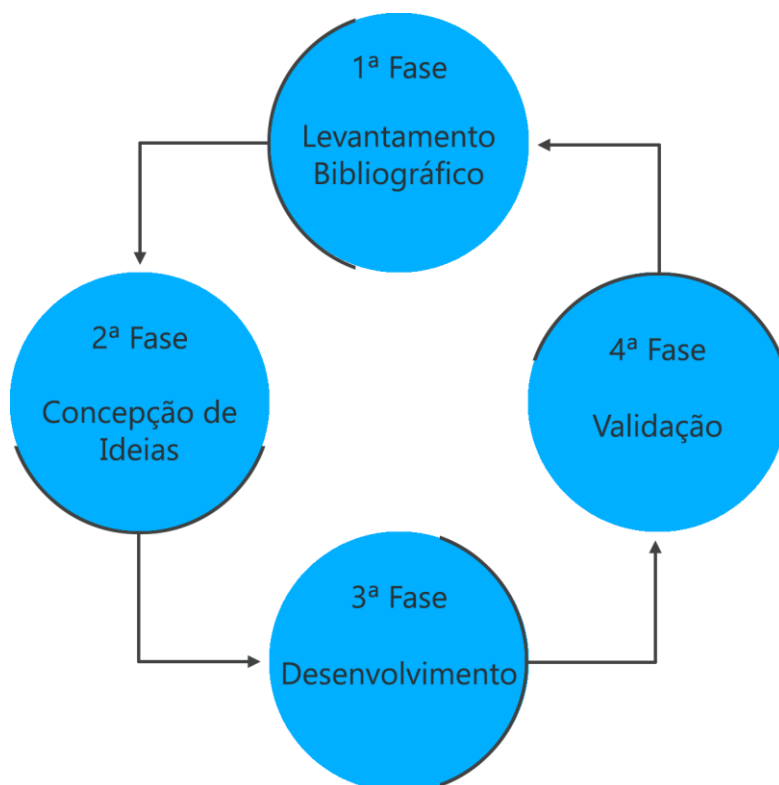 1ª Fase
Levantamento
Bibliográfico
2ª Fase
Concepção de
Ideias
3ª Fase
Desenvolvimento
4ª Fase
Validação